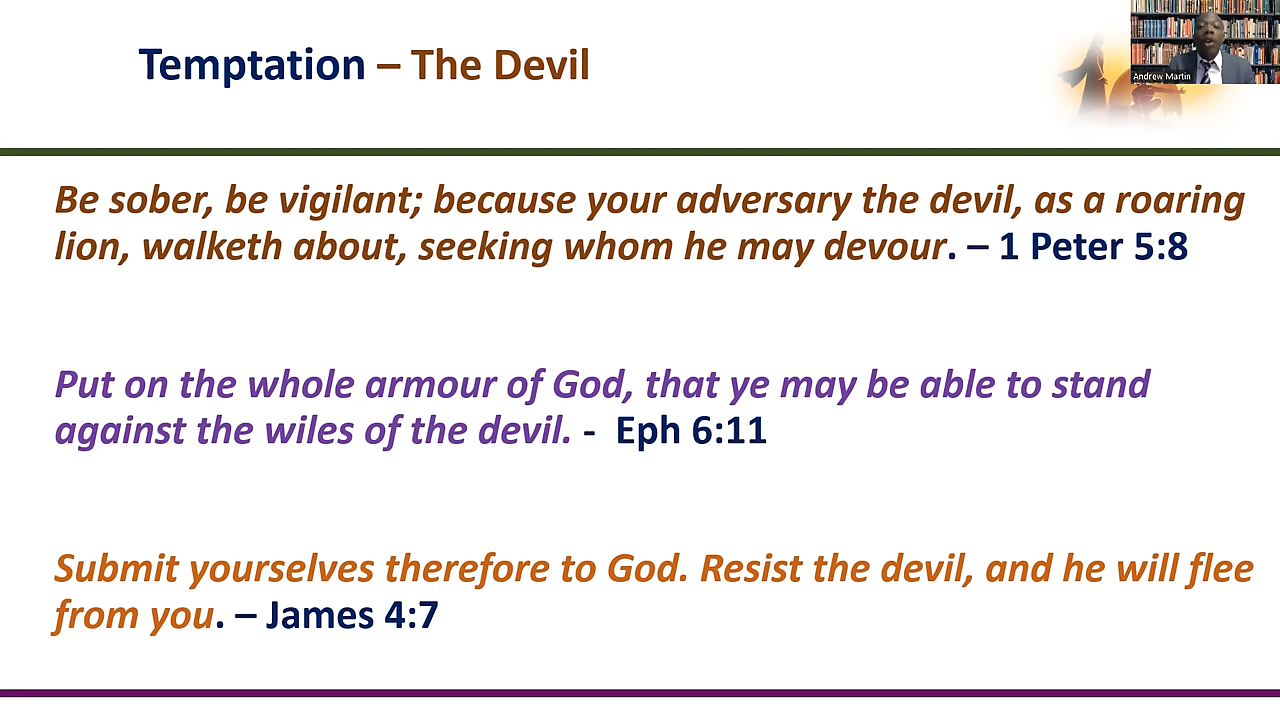 Temptation – The Devil
Andrew Martin
Be sober, be vigilant; because your adversary the devil, as a roaring
lion, walketh about, seeking whom he may devour. – 1 Peter 5:8
Put on the whole armour of God, that ye may be able to stand
against the wiles of the devil. -  Eph 6:11
Submit yourselves therefore to God. Resist the devil, and he will flee
from you. – James 4:7